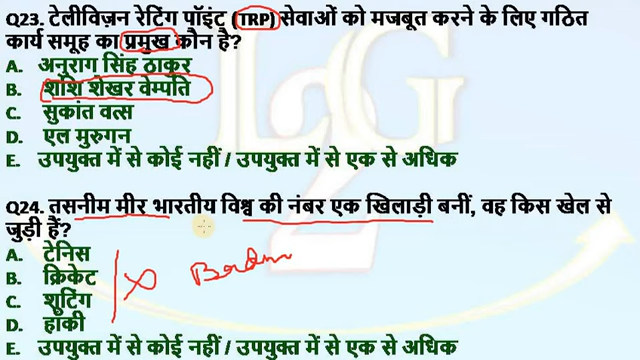 Q23. टेलीविज़न रेटिंग पॉइंट (TRP) सेवाओं को मजबूत करने के लिए गठित
कार्य समूह का प्रमुख कौन है?
A. अनुराग सिंह ठाकुर
B. शशि शेखर वेम्पति
C. सुकांत वत्स
D. एल मुरुगन
E. उपयुक्त में से कोई नहीं / उपयुक्त में से एक से अधिक
Q24. तसनीम मीर भारतीय विश्व की नंबर एक खिलाड़ी बनीं, वह किस खेल से
जुड़ी हैं?
A. टेनिस
B. क्रिकेट
C. शूटिंग
D. हॉकी
E. उपयुक्त में से कोई नहीं / उपयुक्त में से एक से अधिक